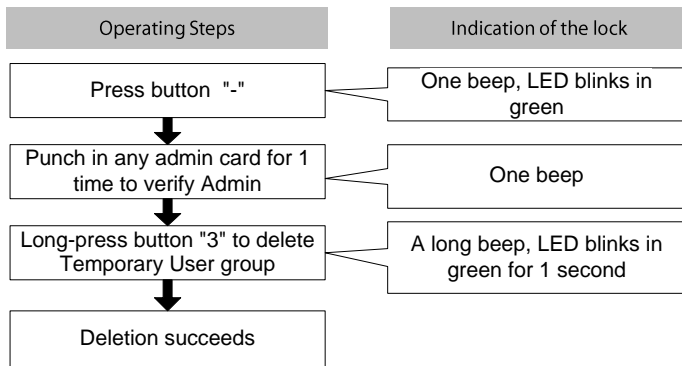 Operating Steps
Indication of the lock
Press button "-"
One beep, LED blinks in
green
Punch in any admin card for 1
time to verify Admin
One beep
Long-press button "3" to delete
Temporary User group
A long beep, LED blinks in
green for 1 second
Deletion succeeds